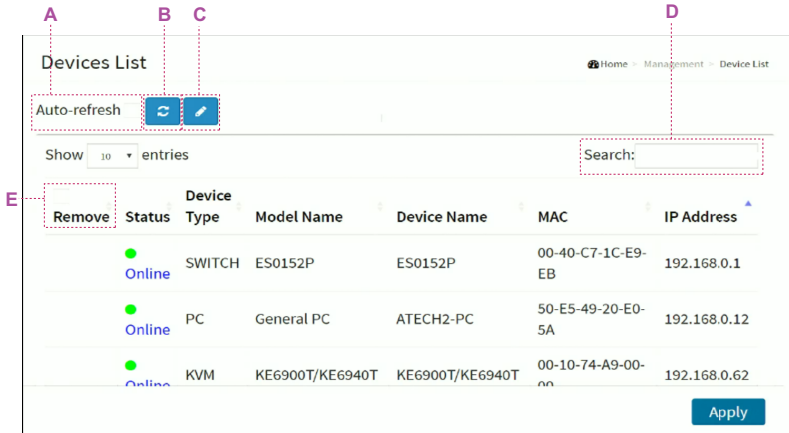 A B C D
Devices List
Home > Management > Device List
Auto-refresh
Show 10 entries
Search:
E
Remove Status Device Type Model Name Device Name MAC IP Address
Online SWITCH ES0152P ES0152P 00-40-C7-1C-E9-EB 192.168.0.1
Online PC General PC ATECH2-PC 50-E5-49-20-E0-5A 192.168.0.12
Online KVM KE6900T/KE6940T KE6900T/KE6940T 00-10-74-A9-00-00 192.168.0.62
Apply